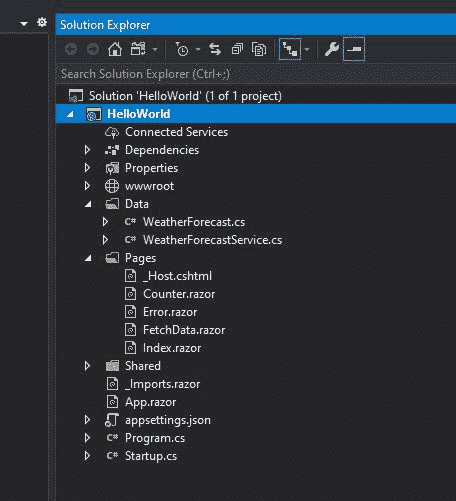 Solution Explorer
Search Solution Explorer (Ctrl+;)
Solution 'HelloWorld' (1 of 1 project)
HelloWorld
Connected Services
Dependencies
Properties
wwwroot
Data
C# WeatherForecast.cs
C# WeatherForecastService.cs
Pages
_Host.cshtml
Counter.razor
Error.razor
FetchData.razor
Index.razor
Shared
_Imports.razor
App.razor
appsettings.json
C# Program.cs
C# Startup.cs